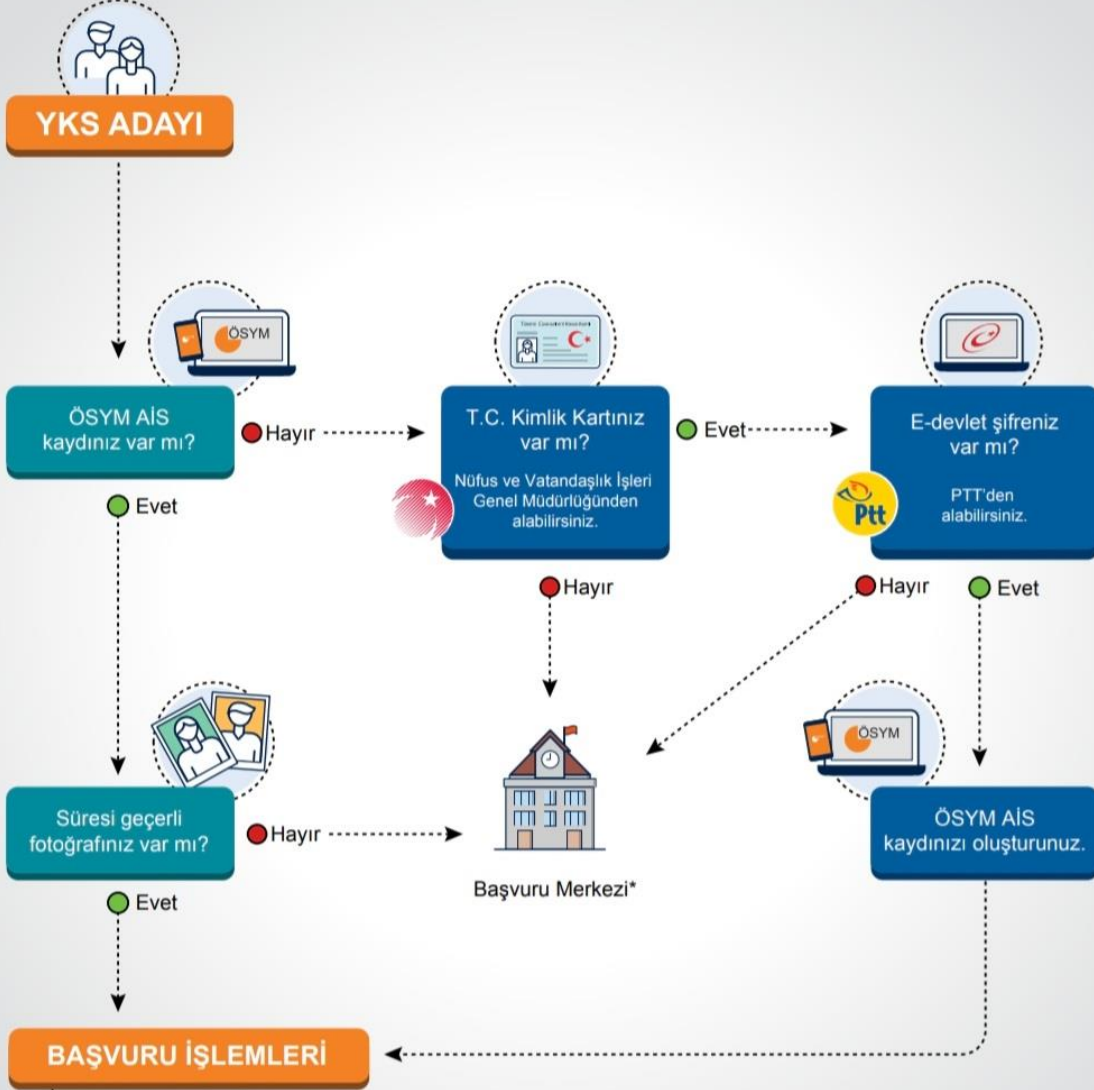 YKS ADAYI
ÖSYM
ÖSYM AİS
kaydınız var mı?
Hayır
T.C. Kimlik Kartınız
var mı?
Nüfus ve Vatandaşlık İşleri
Genel Müdürlüğünden
alabilirsiniz.
Evet
E-devlet şifreniz
var mı?
PTT'den
alabilirsiniz.
Ptt
Evet
Hayır
Hayır
Evet
ÖSYM
Süresi geçerli
fotoğrafınız var mı?
Hayır
Başvuru Merkezi*
ÖSYM AİS
kaydınızı oluşturunuz.
Evet
BAŞVURU İŞLEMLERİ